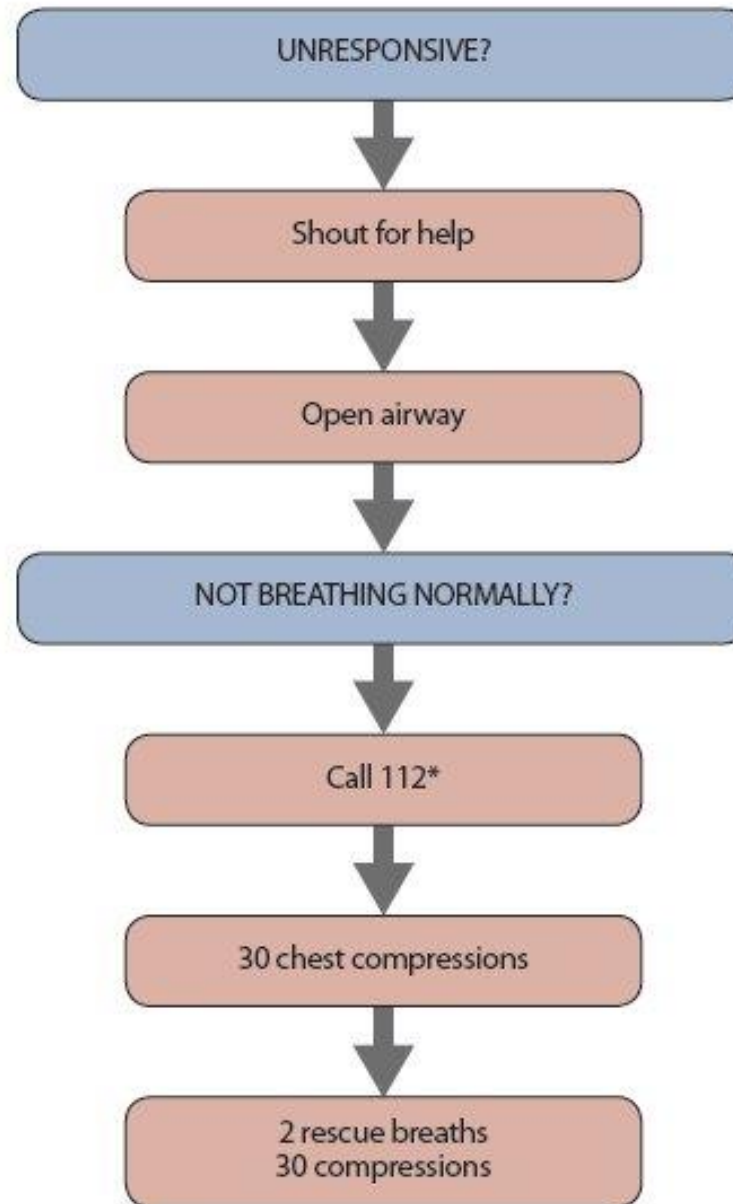 UNRESPONSIVE?
Shout for help
Open airway
NOT BREATHING NORMALLY?
Call 112*
30 chest compressions
2 rescue breaths
30 compressions